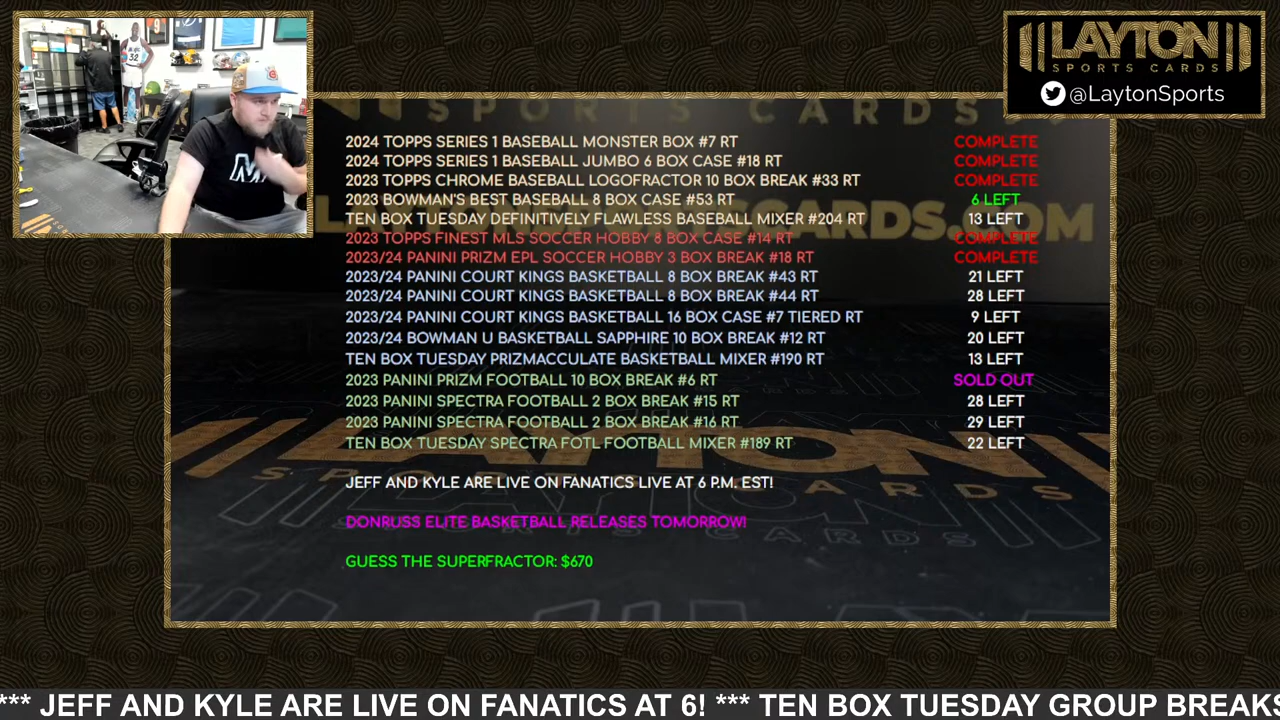 LAYTON
SPORTS CARDS
@LaytonSports
32
SPORTS CARDS
2024 TOPPS SERIES 1 BASEBALL MONSTER BOX #7 RT COMPLETE
2024 TOPPS SERIES 1 BASEBALL JUMBO 6 BOX CASE #18 RT COMPLETE
2023 TOPPS CHROME BASEBALL LOGOFRACTOR 10 BOX BREAK #33 RT COMPLETE
2023 BOWMAN'S BEST BASEBALL 8 BOX CASE #53 RT 6 LEFT
TEN BOX TUESDAY DEFINITIVELY FLAWLESS BASEBALL MIXER #204 RT 13 LEFT
2023 TOPPS FINEST MLS SOCCER HOBBY 8 BOX CASE #14 RT COMPLETE
2023/24 PANINI PRIZM EPL SOCCER HOBBY 3 BOX BREAK #18 RT COMPLETE
2023/24 PANINI COURT KINGS BASKETBALL 8 BOX BREAK #43 RT 21 LEFT
2023/24 PANINI COURT KINGS BASKETBALL 8 BOX BREAK #44 RT 28 LEFT
2023/24 PANINI COURT KINGS BASKETBALL 16 BOX CASE #7 TIERED RT 9 LEFT
2023/24 BOWMAN U BASKETBALL SAPPHIRE 10 BOX BREAK #12 RT 20 LEFT
TEN BOX TUESDAY PRIZMACCULATE BASKETBALL MIXER #190 RT 13 LEFT
2023 PANINI PRIZM FOOTBALL 10 BOX BREAK #6 RT SOLD OUT
2023 PANINI SPECTRA FOOTBALL 2 BOX BREAK #15 RT 28 LEFT
2023 PANINI SPECTRA FOOTBALL 2 BOX BREAK #16 RT 29 LEFT
TEN BOX TUESDAY SPECTRA FOTL FOOTBALL MIXER #189 RT 22 LEFT
LAYTON
SPORTS CARDS
JEFF AND KYLE ARE LIVE ON FANATICS LIVE AT 6 P.M. EST!
DONRUSS ELITE BASKETBALL RELEASES TOMORROW!
GUESS THE SUPERFRACTOR: $670
*** JEFF AND KYLE ARE LIVE ON FANATICS AT 6! *** TEN BOX TUESDAY GROUP BREAKS